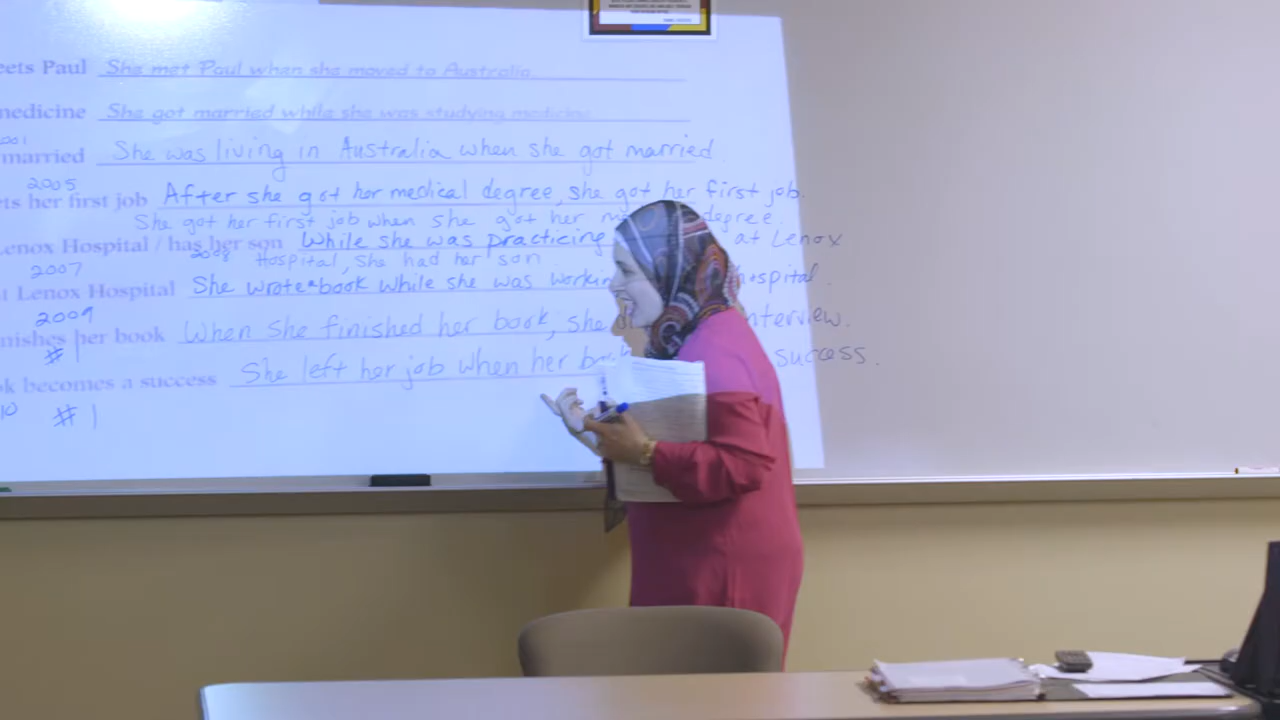 eets Paul She met Paul when she moved to Australia
medicine She got married while she was studying medicine
001
married She was living in Australia when she got married
2005
ets her first job After she got her medical degree, she got her first job.
She got her first job when she got her degree.
Lenox Hospital / has her son While she was practicing at Lenox
Hospital, she had her son
2007
t Lenox Hospital She wrote a book while she was workin hospital.
2009
nishes her book When she finished her book, she nterview.
# 1
ok becomes a success She left her job when her success.
10 # 1